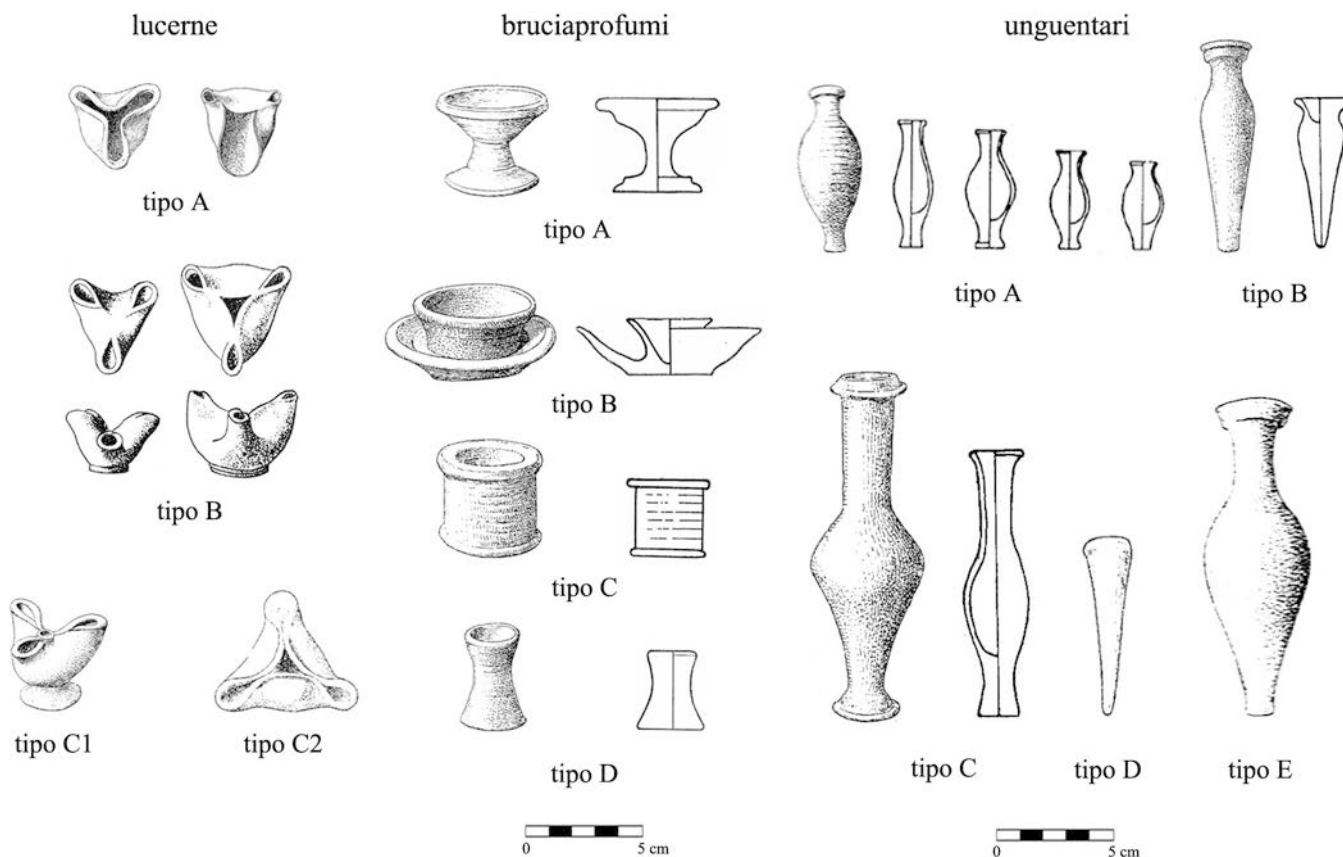 lucerne
tipo A
tipo B
tipo C1 tipo C2
bruciaprofumi
tipo A
tipo B
tipo C
tipo D
0 5 cm
unguentari
tipo A tipo B
tipo C tipo D tipo E
0 5 cm